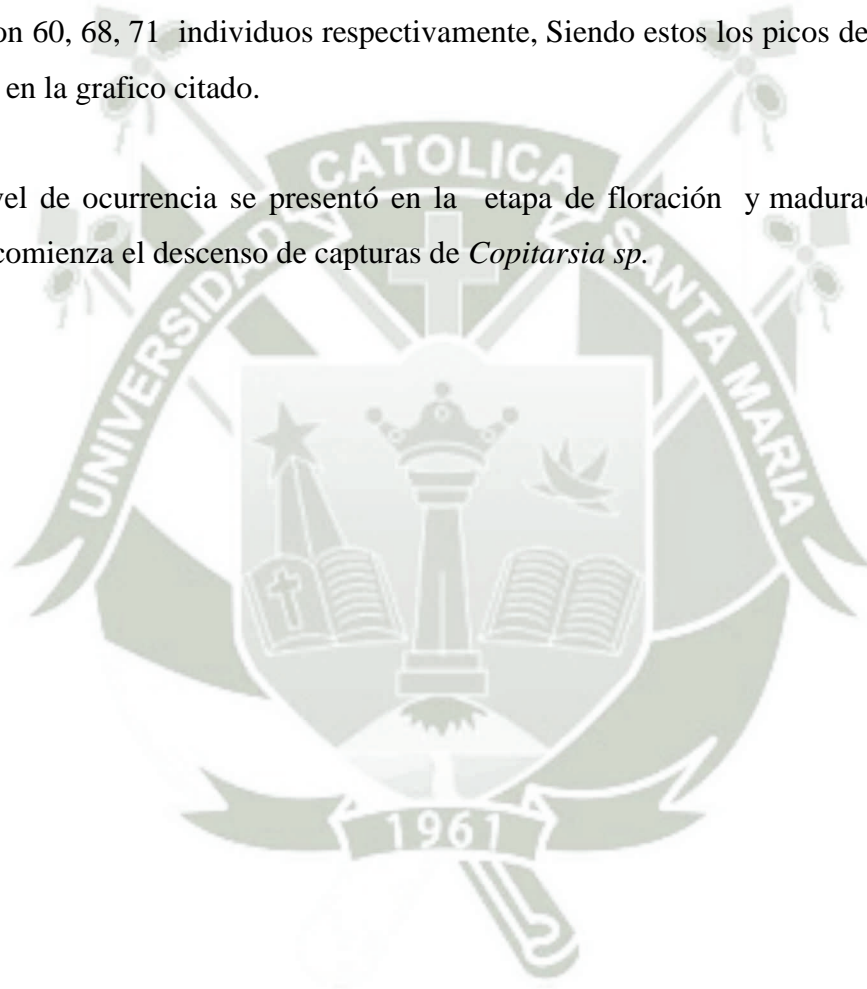 on 60, 68, 71 individuos respectivamente, Siendo estos los picos de
en la grafico citado.
vel de ocurrencia se presentó en la etapa de floración y madurac
comienza el descenso de capturas de Copitarsia sp.
UNIVERSIDAD CATOLICA SANTA MARIA
1961